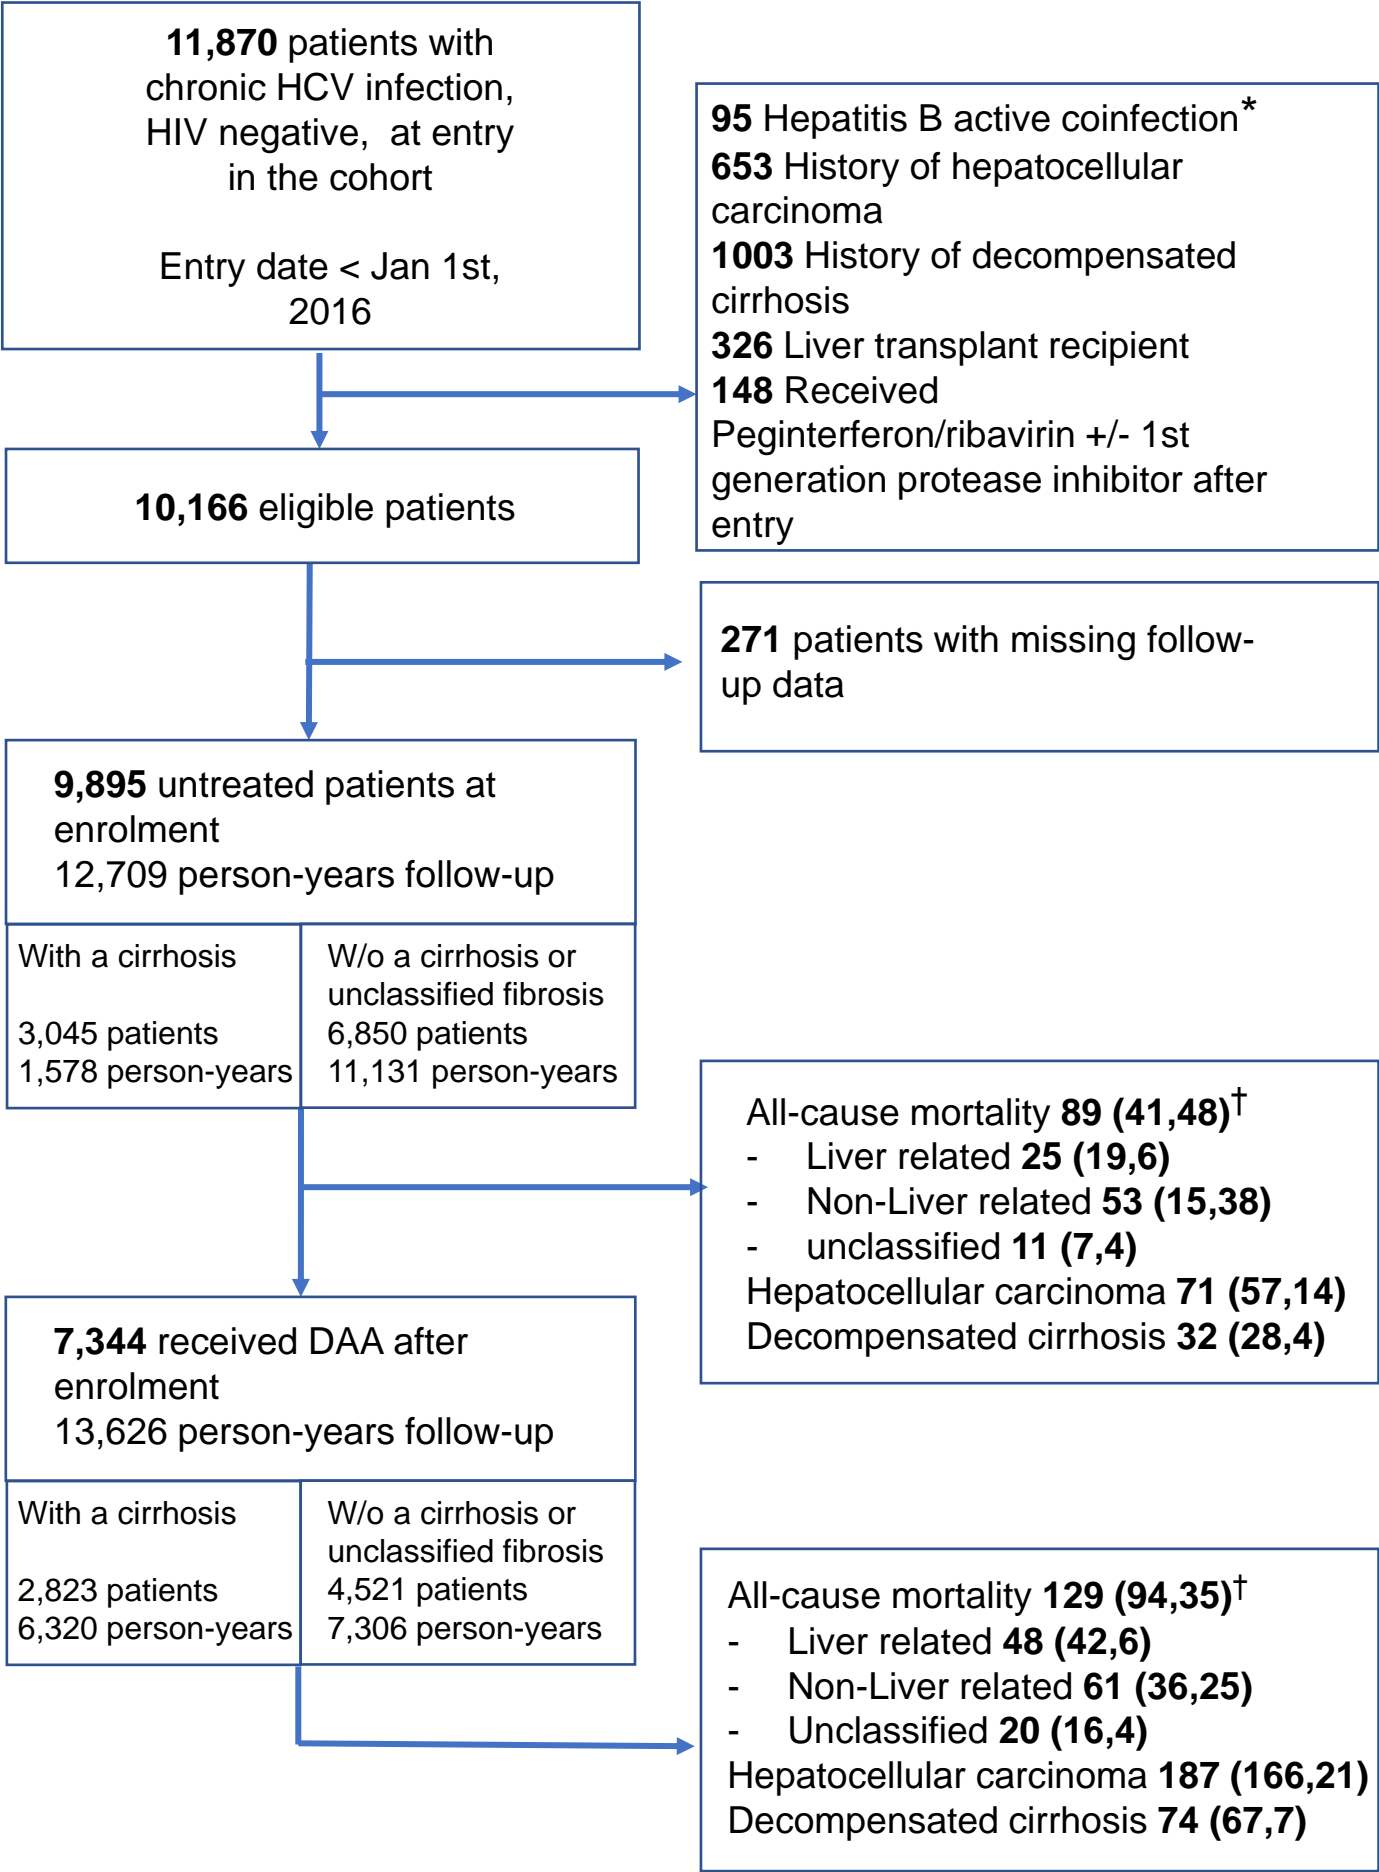 11,870 patients with
chronic HCV infection,
HIV negative, at entry
in the cohort
Entry date < Jan 1st,
2016
95 Hepatitis B active coinfection*
653 History of hepatocellular
carcinoma
1003 History of decompensated
cirrhosis
326 Liver transplant recipient
148 Received
Peginterferon/ribavirin +/- 1st
generation protease inhibitor after
entry
10,166 eligible patients
271 patients with missing follow-
up data
9,895 untreated patients at
enrolment
12,709 person-years follow-up
With a cirrhosis
3,045 patients
1,578 person-years
W/o a cirrhosis or
unclassified fibrosis
6,850 patients
11,131 person-years
All-cause mortality 89 (41,48)†
- Liver related 25 (19,6)
- Non-Liver related 53 (15,38)
- unclassified 11 (7,4)
Hepatocellular carcinoma 71 (57,14)
Decompensated cirrhosis 32 (28,4)
7,344 received DAA after
enrolment
13,626 person-years follow-up
With a cirrhosis
2,823 patients
6,320 person-years
W/o a cirrhosis or
unclassified fibrosis
4,521 patients
7,306 person-years
All-cause mortality 129 (94,35)†
- Liver related 48 (42,6)
- Non-Liver related 61 (36,25)
- Unclassified 20 (16,4)
Hepatocellular carcinoma 187 (166,21)
Decompensated cirrhosis 74 (67,7)